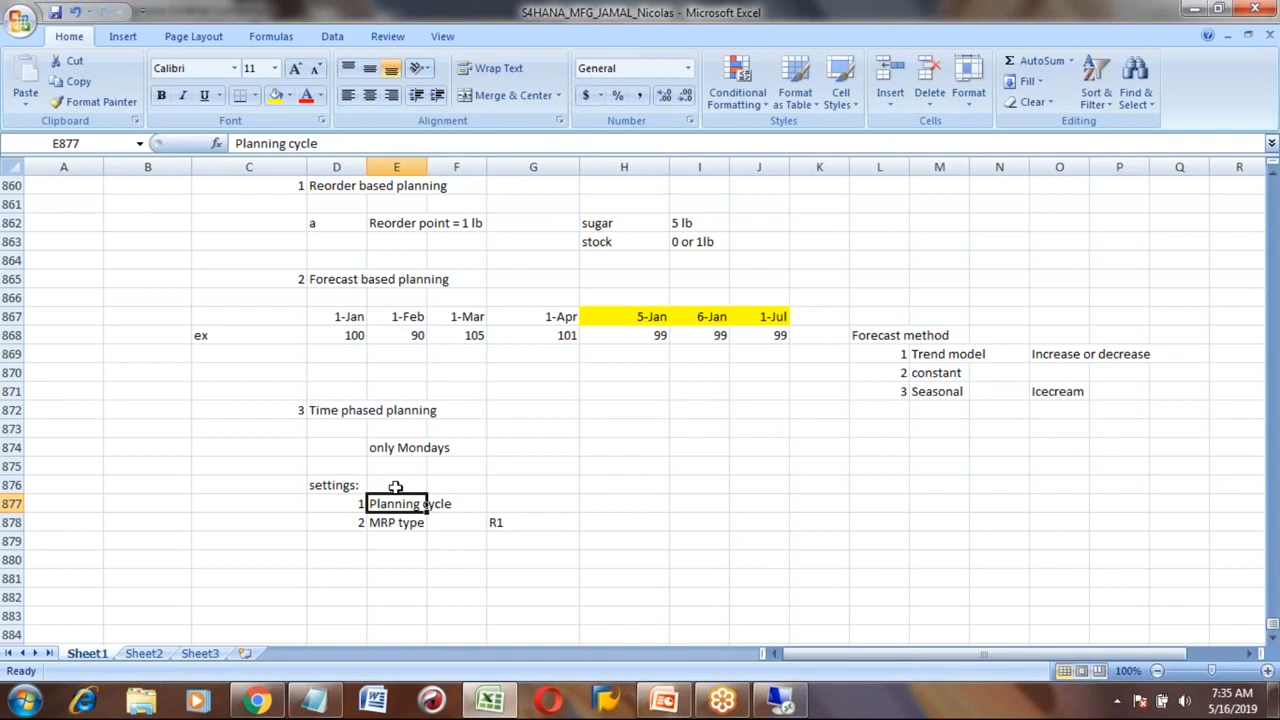 S4HANA_MFG_JAMAL_Nicolas - Microsoft Excel
Home Insert Page Layout Formulas Data Review View
Paste Cut Copy Format Painter Clipboard
Calibri 11 B I U A A A Font
Wrap Text Merge & Center Alignment
General $ % , Number
Conditional Formatting Format as Table Cell Styles Styles
Insert Delete Format Cells
AutoSum Fill Clear Sort & Filter Find & Select Editing
E877 fx Planning cycle
A B C D E F G H I J K L M N O P Q R
860 1 Reorder based planning
861
862 a Reorder point = 1 lb sugar 5 lb
863 stock 0 or 1lb
864
865 2 Forecast based planning
866
867 1-Jan 1-Feb 1-Mar 1-Apr 5-Jan 6-Jan 1-Jul
868 ex 100 90 105 101 99 99 99 Forecast method
869 1 Trend model Increase or decrease
870 2 constant
871 3 Seasonal Icecream
872 3 Time phased planning
873
874 only Mondays
875
876 settings:
877 1 Planning cycle
878 2 MRP type R1
879
880
881
882
883
884
Sheet1 Sheet2 Sheet3
Ready 100%
7:35 AM
5/16/2019